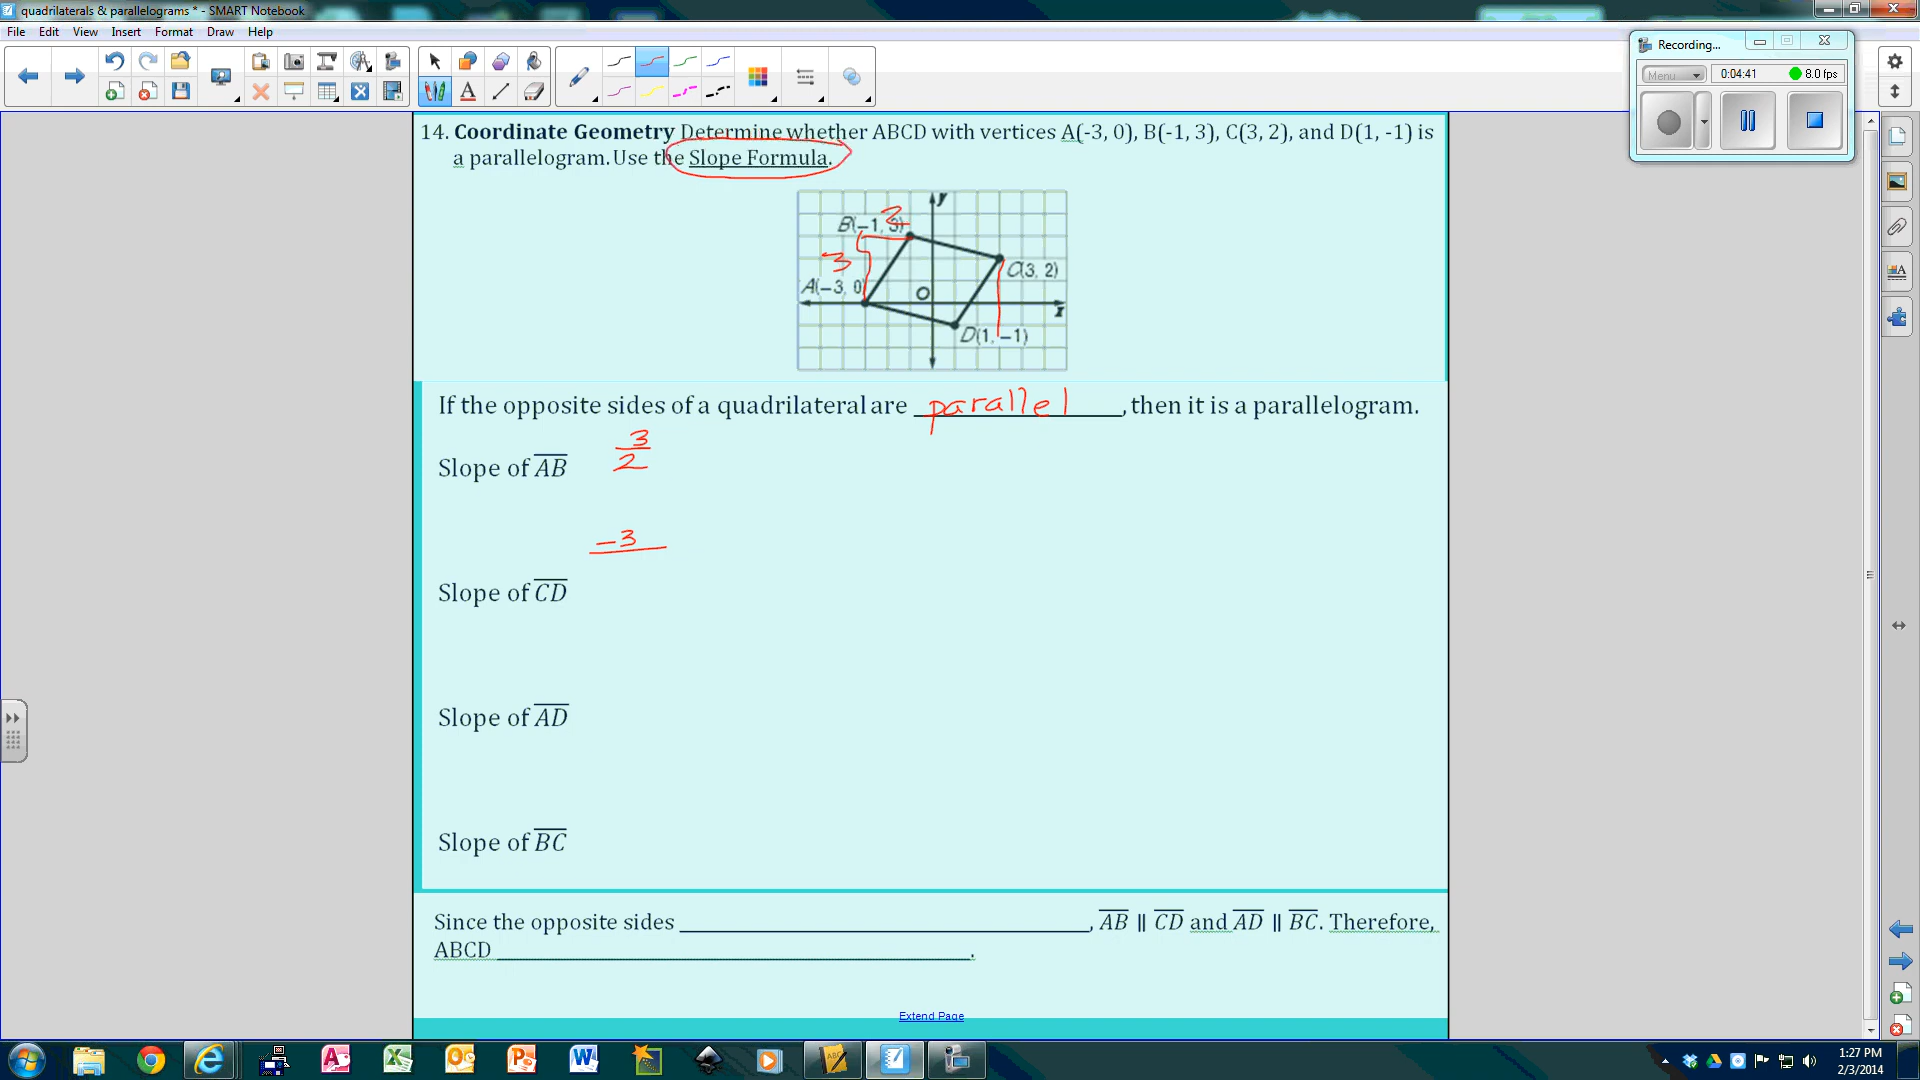 quadrilaterals & parallelograms * - SMART Notebook
File Edit View Insert Format Draw Help
Recording...
Menu 0:04:41 8.0 fps
14. Coordinate Geometry Determine whether ABCD with vertices A(-3, 0), B(-1, 3), C(3, 2), and D(1, -1) is
a parallelogram. Use the Slope Formula.
y
2
B(−1, 3)
3
C(3, 2)
A(−3, 0)
O
x
D(1, −1)
If the opposite sides of a quadrilateral are parallel, then it is a parallelogram.
3
Slope of AB
2
−3
Slope of CD
Slope of AD
Slope of BC
Since the opposite sides ____________________, AB ∥ CD and AD ∥ BC. Therefore,
ABCD ____________________.
Extend Page
1:27 PM
2/3/2014